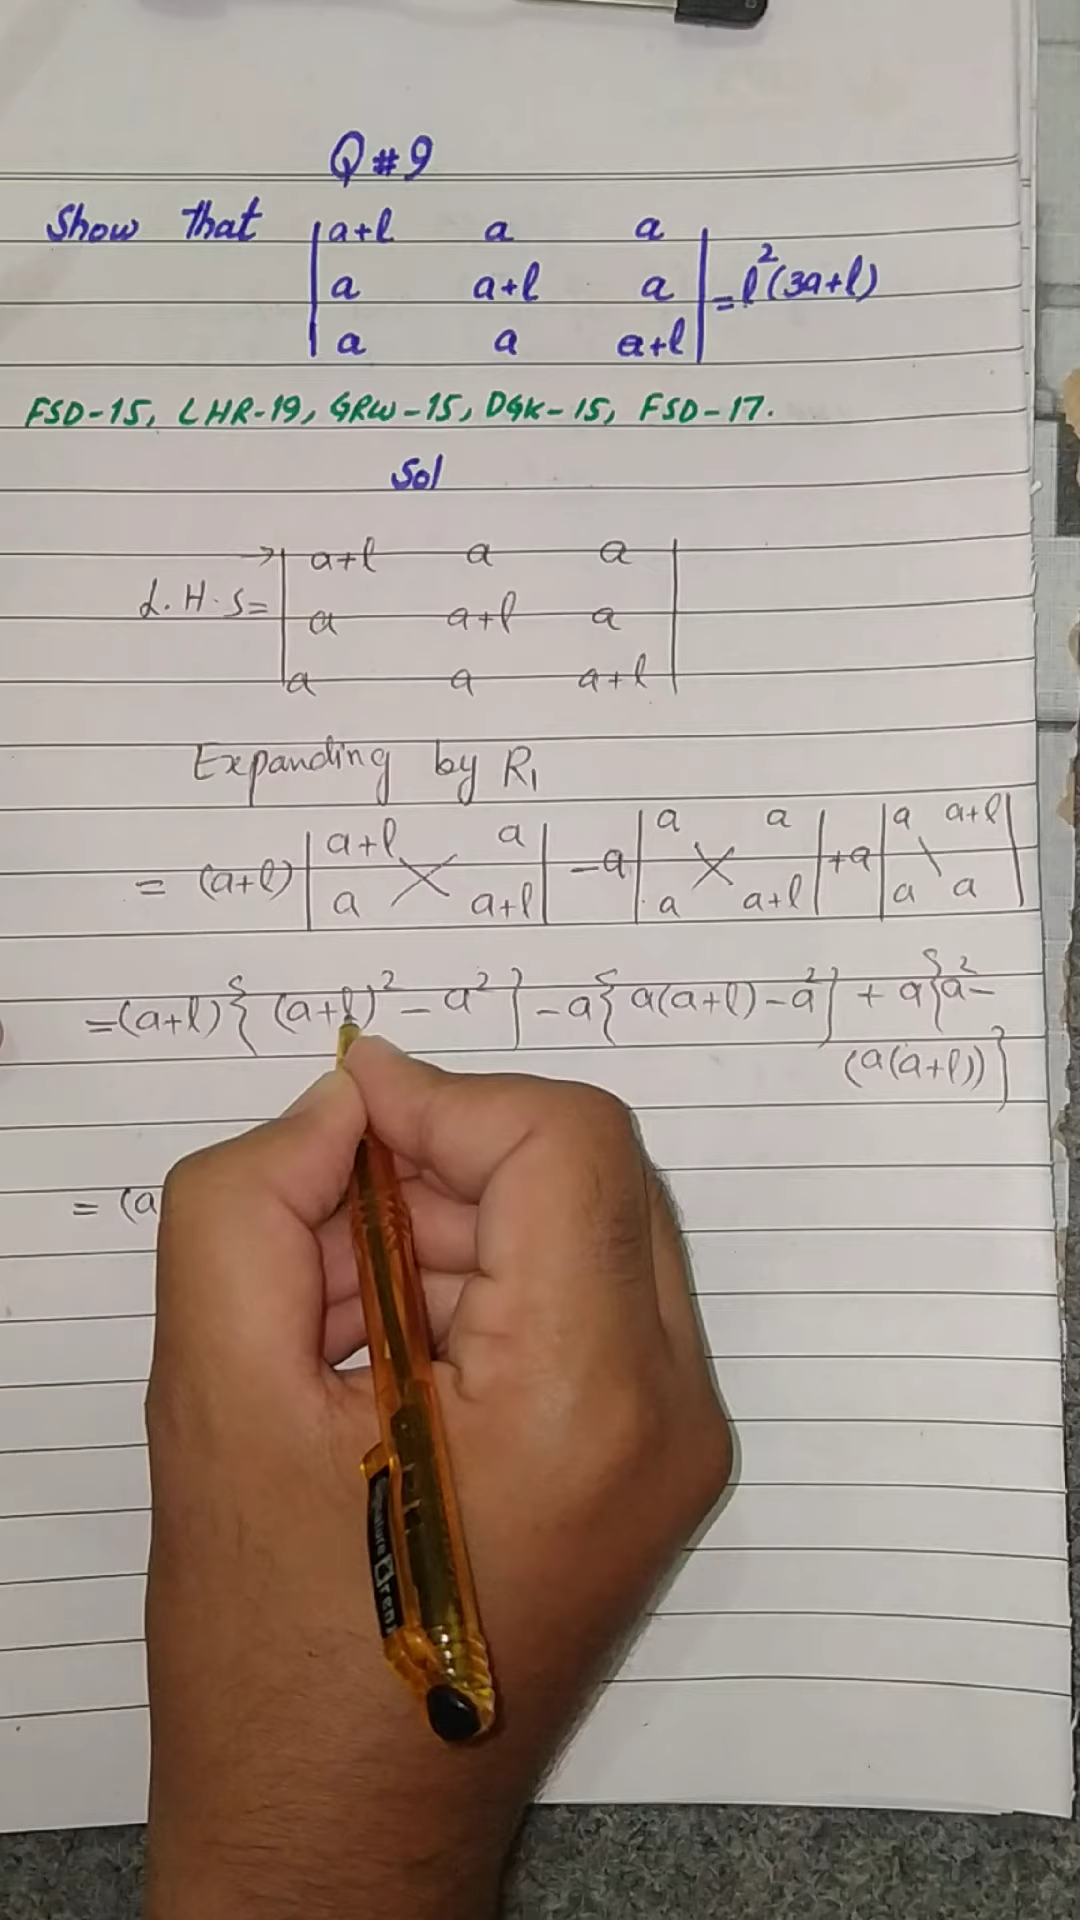 Q#9
Show that |a+l a a|
|a a+l a| = l²(3a+l)
|a a a+l|
FSD-15, LHR-19, GRW-15, DGK-15, FSD-17.
Sol
→ |a+l a a|
L.H.S= |a a+l a|
|a a a+l|
Expanding by R₁
= (a+l) |a+l a| -a |a a| +a |a a+l|
|a a+l| |a a+l| |a a|
=(a+l){(a+l)² - a²} - a{a(a+l) - a²} + a{a² -
(a(a+l))}
= (a